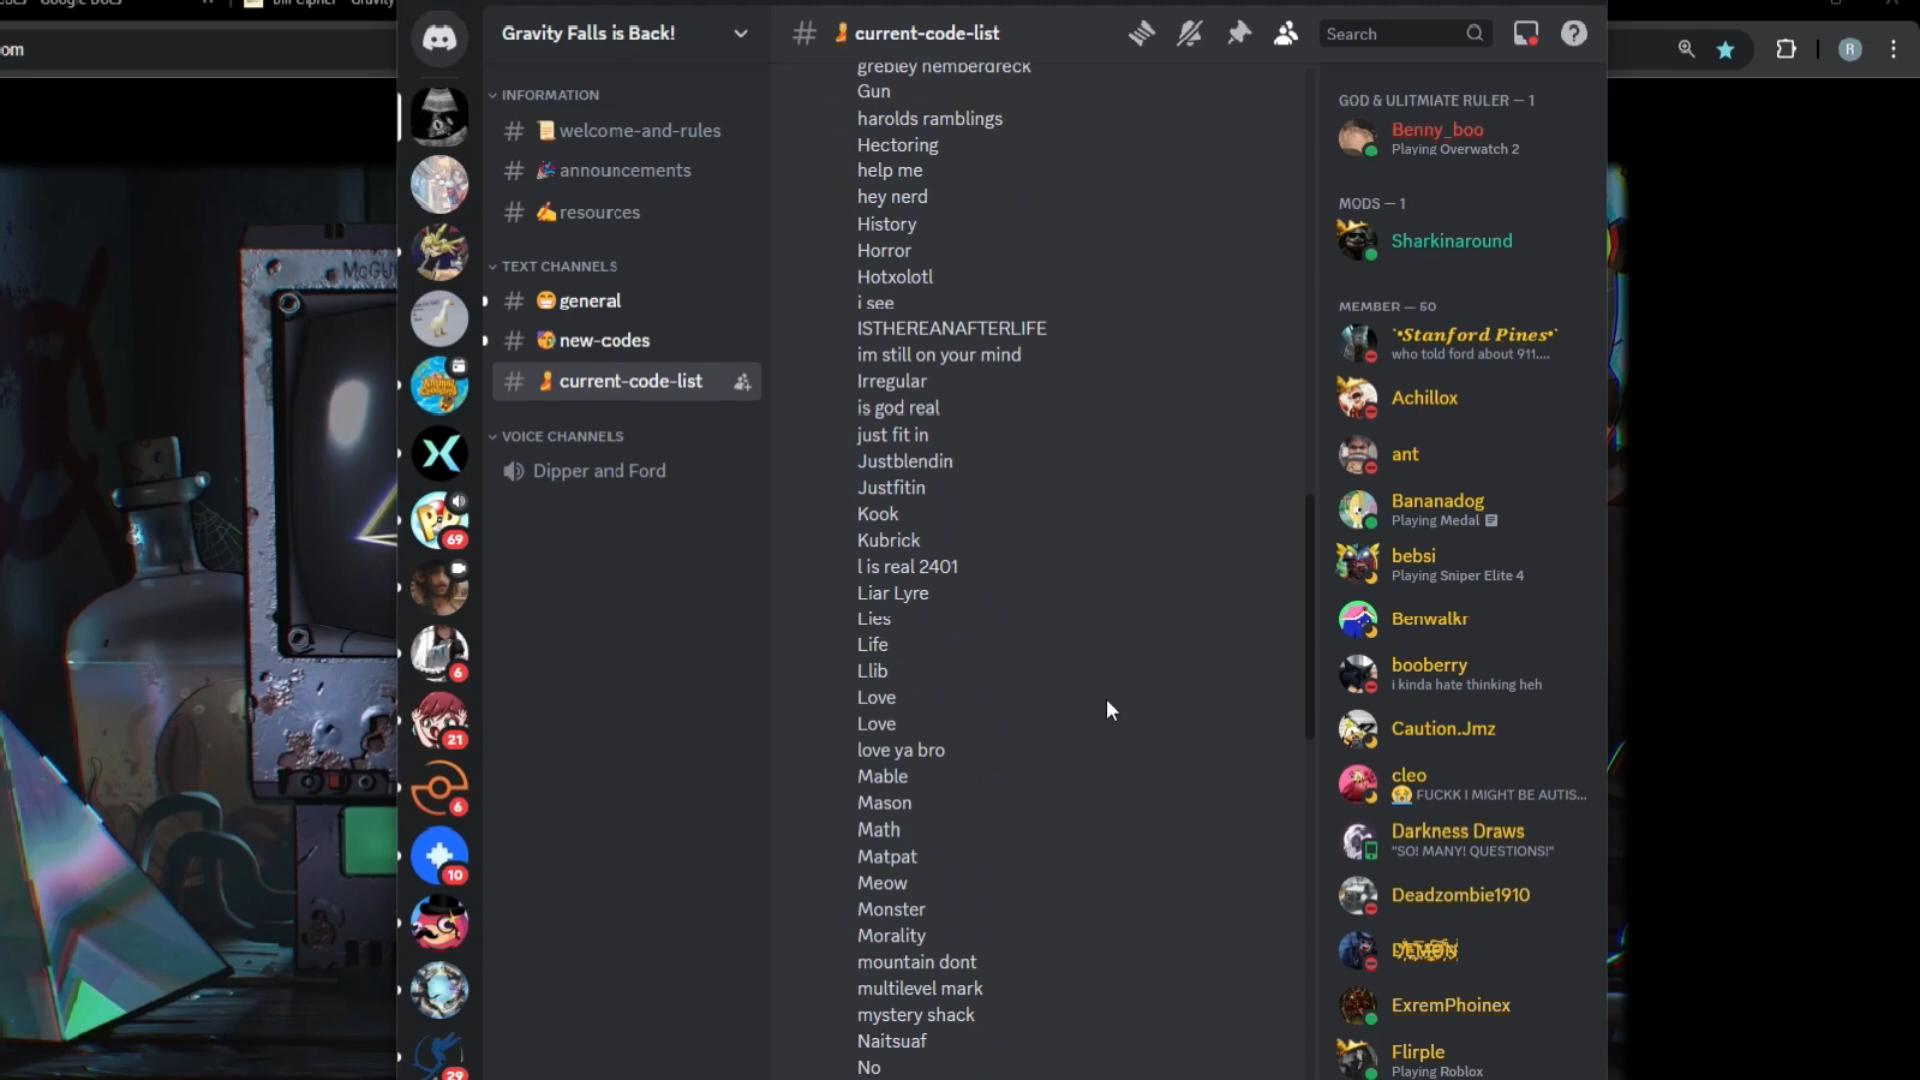 om
McGU
Gravity Falls is Back!
INFORMATION
# welcome-and-rules
# announcements
# resources
TEXT CHANNELS
# general
# new-codes
# current-code-list
VOICE CHANNELS
Dipper and Ford
69
6
21
6
10
29
# current-code-list
Search
R
grebley hemberdreck
Gun
harolds ramblings
Hectoring
help me
hey nerd
History
Horror
Hotxolotl
i see
ISTHEREANAFTERLIFE
im still on your mind
Irregular
is god real
just fit in
Justblendin
Justfitin
Kook
Kubrick
l is real 2401
Liar Lyre
Lies
Life
Llib
Love
Love
love ya bro
Mable
Mason
Math
Matpat
Meow
Monster
Morality
mountain dont
multilevel mark
mystery shack
Naitsuaf
No
GOD & ULITMIATE RULER — 1
Benny_boo
Playing Overwatch 2
MODS — 1
Sharkinaround
MEMBER — 50
`•Stanford Pines•`
who told ford about 911....
Achillox
ant
Bananadog
Playing Medal
bebsi
Playing Sniper Elite 4
Benwalkr
booberry
i kinda hate thinking heh
Caution.Jmz
cleo
FUCKK I MIGHT BE AUTIS...
Darkness Draws
"SO! MANY! QUESTIONS!"
Deadzombie1910
DEMON
ExremPhoinex
Flirple
Playing Roblox